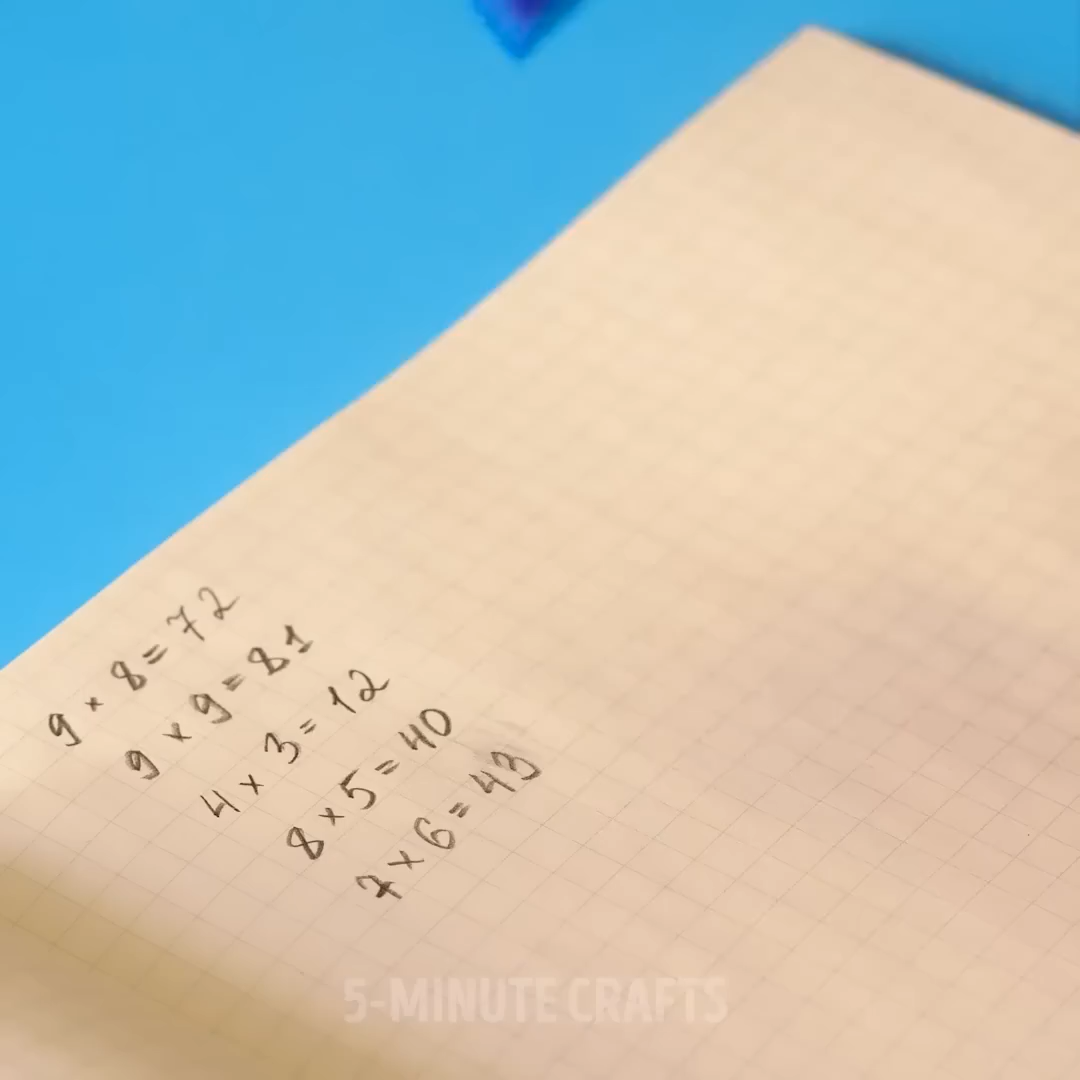 9 × 8 = 72
9 × 9 = 81
4 × 3 = 12
8 × 5 = 40
7 × 6 = 43
5-MINUTE CRAFTS